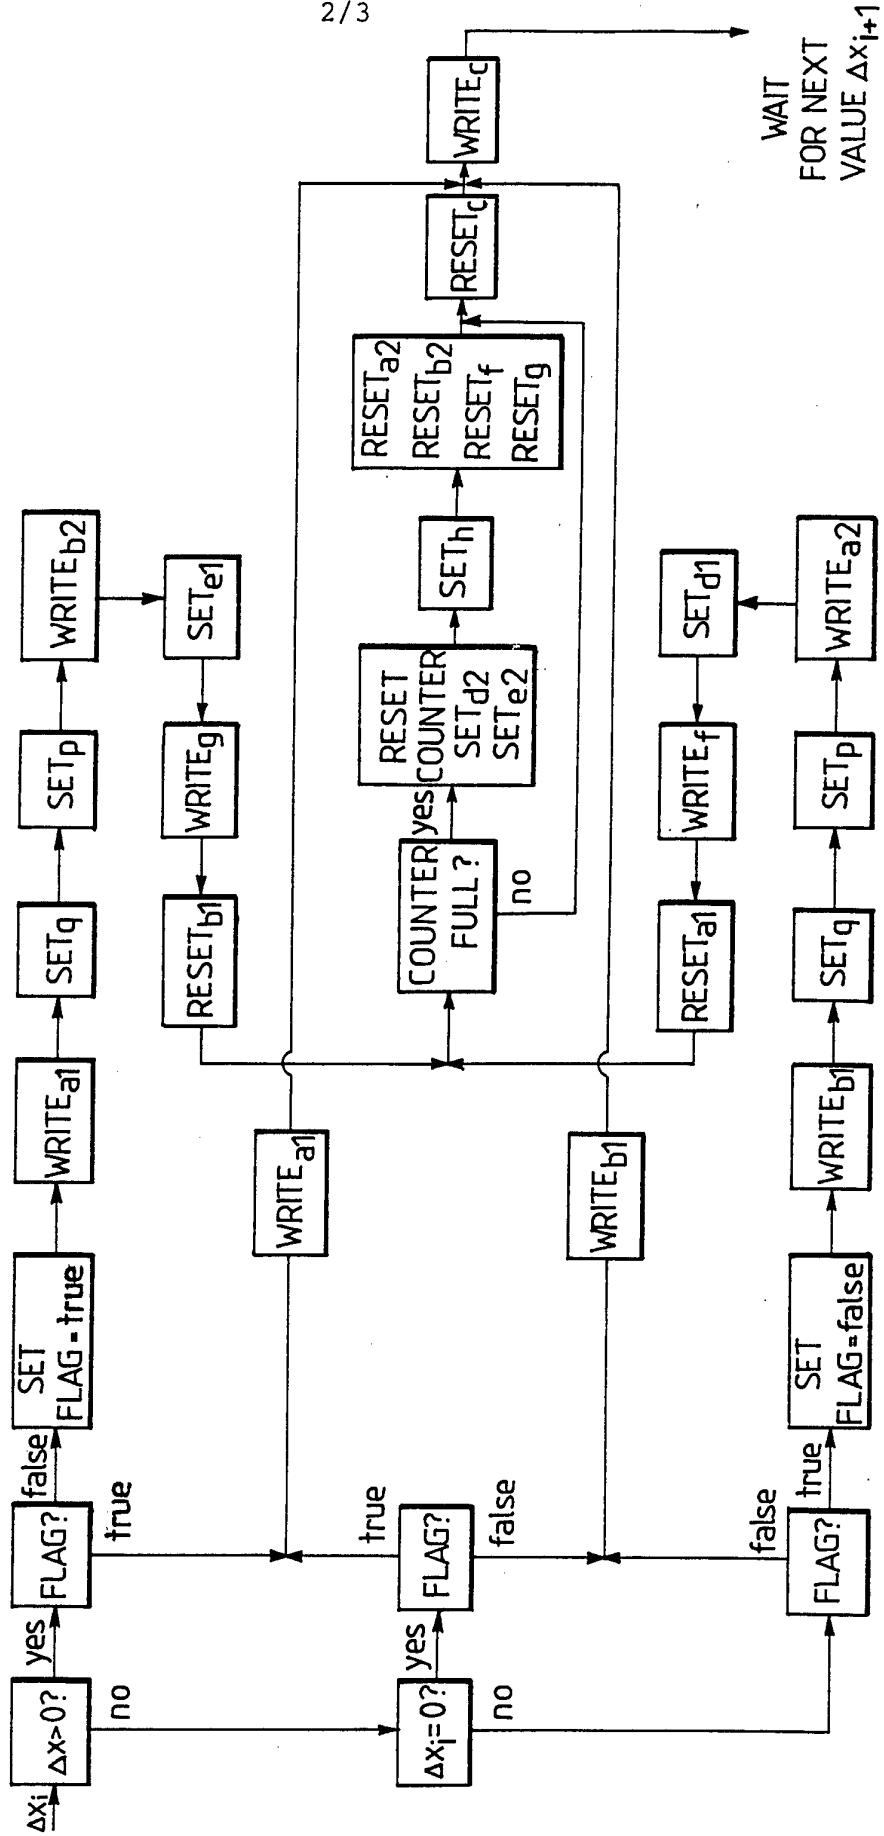 2/3
Δxi
Δx>0?
yes
no
FLAG?
false
true
SET
FLAG=true
WRITEa1
SETq
SETp
WRITEb2
SETe1
WRITEg
RESETb1
WRITEa1
Δxi=0?
yes
no
FLAG?
true
false
COUNTER
FULL?
yes
no
RESET
COUNTER
SETd2
SETe2
SETh
RESETa2
RESETb2
RESETf
RESETg
RESETc
WRITEc
WAIT
FOR NEXT
VALUE Δxi+1
WRITEb1
FLAG?
false
true
SET
FLAG=false
WRITEb1
SETq
SETp
WRITEa2
SETd1
WRITEf
RESETa1